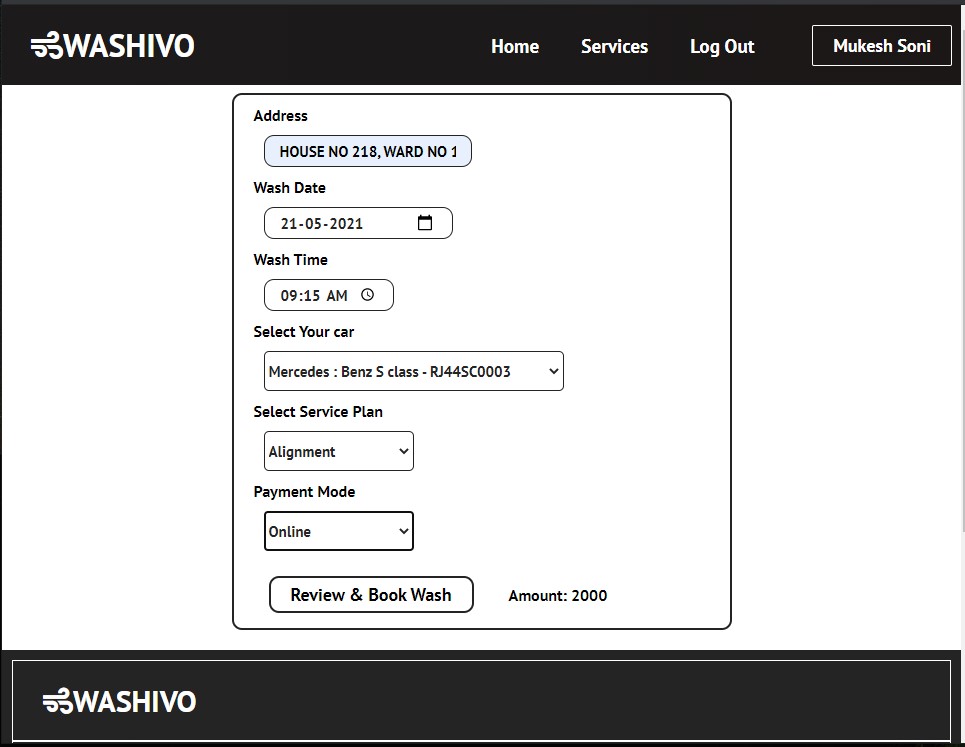 WASHIVO
Home Services Log Out Mukesh Soni
Address
HOUSE NO 218, WARD NO 1
Wash Date
21-05-2021
Wash Time
09:15 AM
Select Your car
Mercedes : Benz S class - RJ44SC0003
Select Service Plan
Alignment
Payment Mode
Online
Review & Book Wash Amount: 2000
WASHIVO